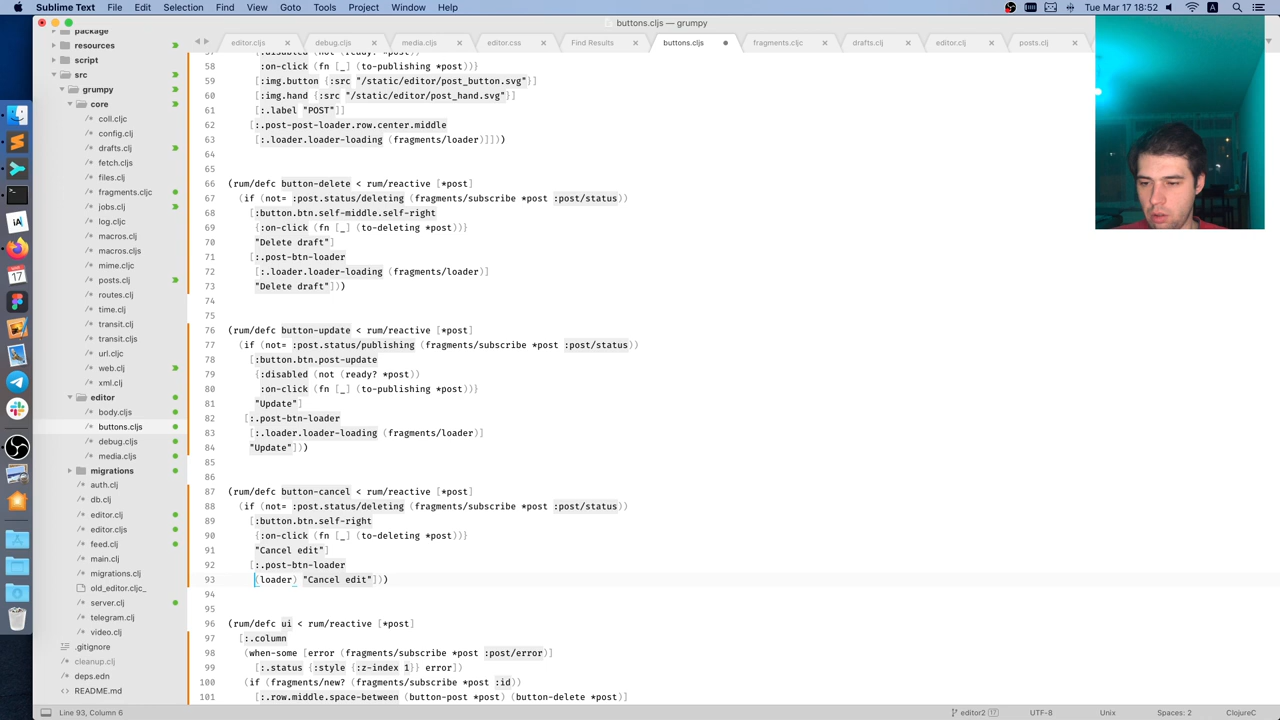 Sublime Text File Edit Selection Find View Goto Tools Project Window Help
Tue 17 Mar 18:52
buttons.cljs — grumpy
editor.cljs debug.cljs media.cljs editor.css Find Results buttons.cljs fragments.cljc drafts.clj editor.clj posts.clj
package
resources
script
src
grumpy
core
coll.cljc
config.clj
drafts.clj
fetch.cljs
files.clj
fragments.cljc
jobs.clj
log.cljc
macros.clj
macros.cljs
mime.cljc
posts.clj
routes.clj
time.clj
transit.clj
transit.cljs
url.cljc
web.clj
xml.clj
editor
body.cljs
buttons.cljs
debug.cljs
media.cljs
migrations
auth.clj
db.clj
editor.clj
editor.cljs
feed.clj
main.clj
migrations.clj
old_editor.cljc_
server.clj
telegram.clj
video.clj
.gitignore
cleanup.clj
deps.edn
README.md
58 :on-click (fn [_] (to-publishing *post))}
59 [:img.button {:src "/static/editor/post_button.svg"}]
60 [:img.hand {:src "/static/editor/post_hand.svg"}]
61 [:.label "POST"]]
62 [:.post-post-loader.row.center.middle
63 [:.loader.loader-loading (fragments/loader)]]))
64
65
66 (rum/defc button-delete < rum/reactive [*post]
67 (if (not= :post.status/deleting (fragments/subscribe *post :post/status))
68 [:button.btn.self-middle.self-right
69 {:on-click (fn [_] (to-deleting *post))}
70 "Delete draft"]
71 [:.post-btn-loader
72 [:.loader.loader-loading (fragments/loader)]
73 "Delete draft"]))
74
75
76 (rum/defc button-update < rum/reactive [*post]
77 (if (not= :post.status/publishing (fragments/subscribe *post :post/status))
78 [:button.btn.post-update
79 {:disabled (not (ready? *post))
80 :on-click (fn [_] (to-publishing *post))}
81 "Update"]
82 [:.post-btn-loader
83 [:.loader.loader-loading (fragments/loader)]
84 "Update"]))
85
86
87 (rum/defc button-cancel < rum/reactive [*post]
88 (if (not= :post.status/deleting (fragments/subscribe *post :post/status))
89 [:button.btn.self-right
90 {:on-click (fn [_] (to-deleting *post))}
91 "Cancel edit"]
92 [:.post-btn-loader
93 (loader) "Cancel edit"]))
94
95
96 (rum/defc ui < rum/reactive [*post]
97 [:.column
98 (when-some [error (fragments/subscribe *post :post/error)]
99 [:.status {:style {:z-index 1}} error])
100 (if (fragments/new? (fragments/subscribe *post :id))
101 [:.row.middle.space-between (button-post *post) (button-delete *post)]
Line 93, Column 6
editor2 17 UTF-8 Unix Spaces: 2 ClojureC